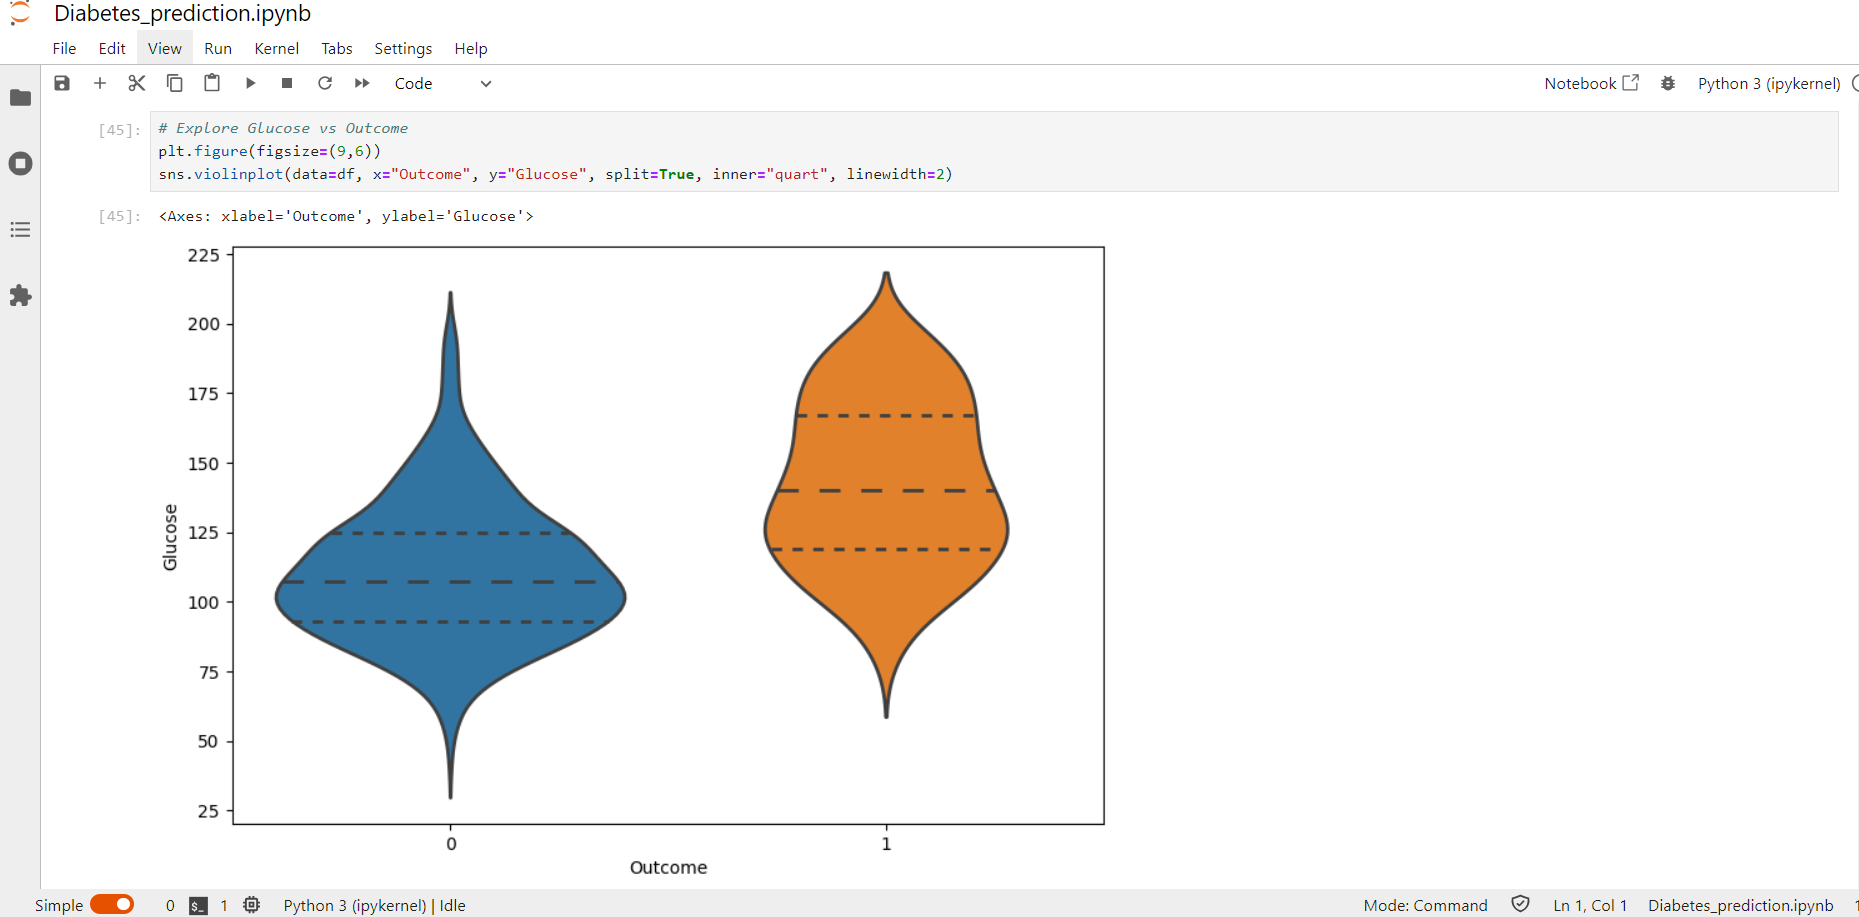 Diabetes_prediction.ipynb
File Edit View Run Kernel Tabs Settings Help
Code Notebook Python 3 (ipykernel)
[45]: # Explore Glucose vs Outcome
plt.figure(figsize=(9,6))
sns.violinplot(data=df, x="Outcome", y="Glucose", split=True, inner="quart", linewidth=2)
[45]: <Axes: xlabel='Outcome', ylabel='Glucose'>
225
200
175
150
125
100
75
50
25
Glucose
0 1
Outcome
Simple 0 $_ 1 Python 3 (ipykernel) | Idle Mode: Command Ln 1, Col 1 Diabetes_prediction.ipynb 1